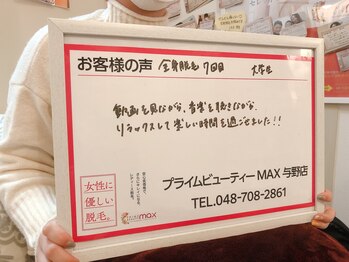 お客様の声 全身脱毛 7回目 大学生
動画を見ながら、音楽を聴きながら、
リラックスして楽しい時間を過ごせました!!
女性に
優しい
脱毛。
max
プライムビューティーMAX 与野店
TEL.048-708-2861